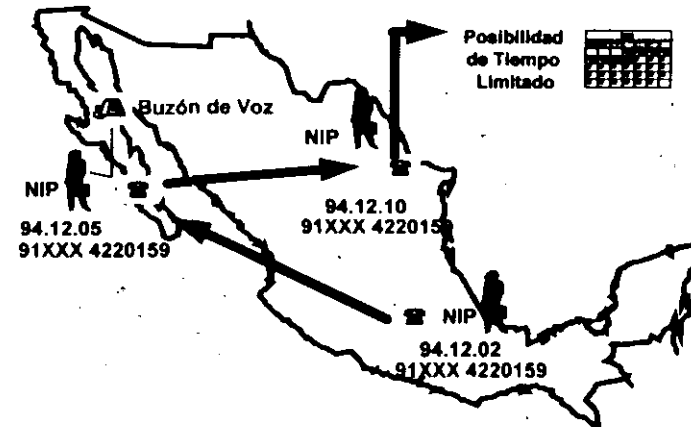 Posibilidad
de Tiempo
Limitado
Buzón de Voz
NIP
NIP
94.12.05
91XXX 4220159
94.12.10
91XXX 4220159
NIP
94.12.02
91XXX 4220159